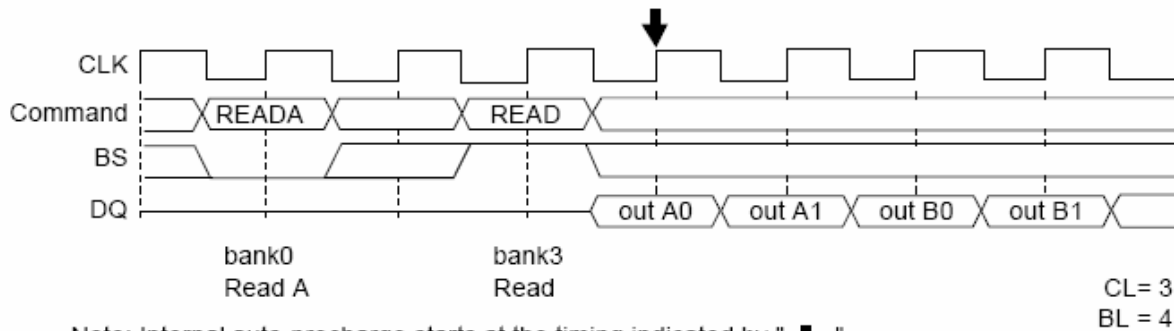 CLK
Command READA READ
BS
DQ out A0 out A1 out B0 out B1
bank0 bank3
Read A Read
CL= 3
BL = 4
Note: Internal auto-precharge starts at the timing indicated by " "